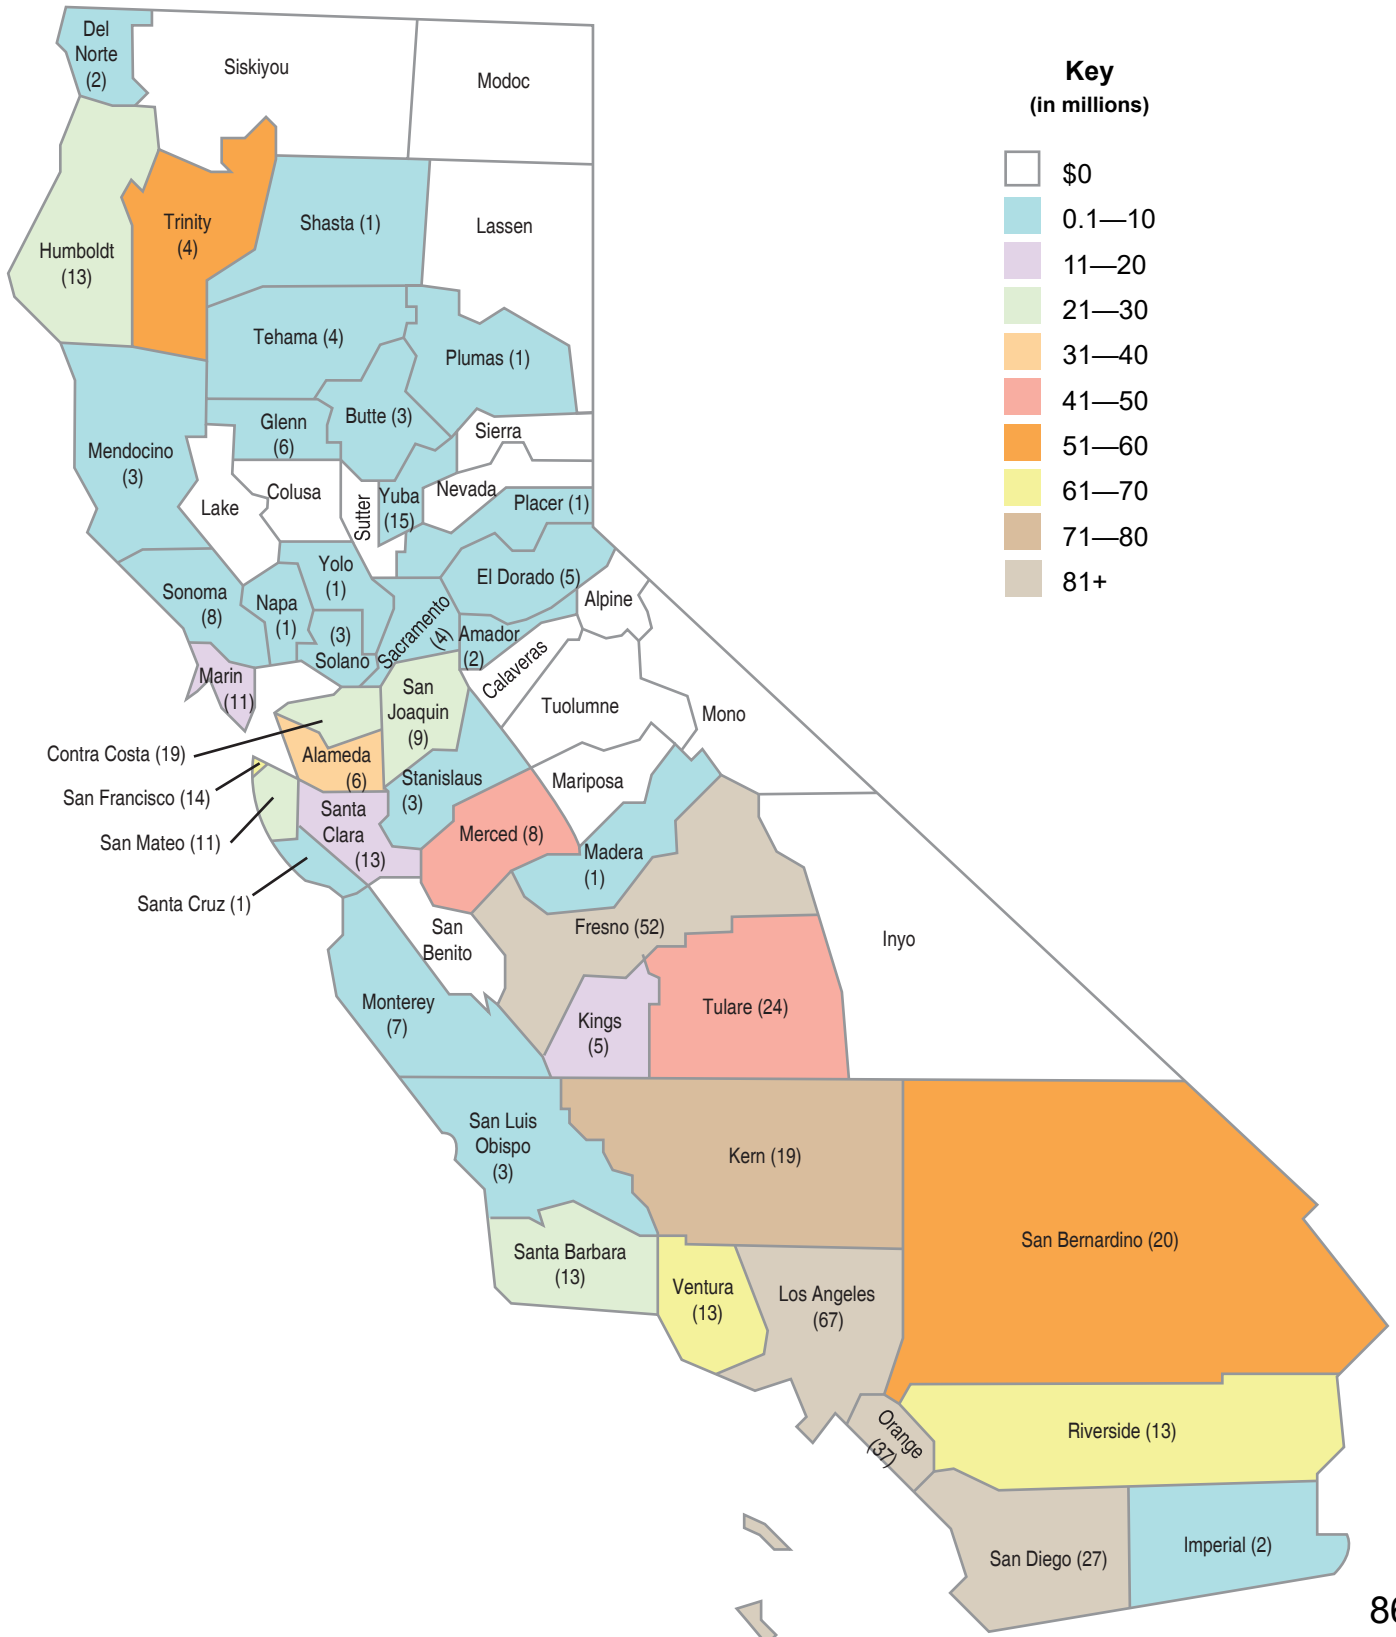 Del
Norte
(2)
Siskiyou
Modoc
Key
(in millions)
$0
0.1—10
11—20
21—30
31—40
41—50
51—60
61—70
71—80
81+
Humboldt
(13)
Trinity
(4)
Shasta (1)
Lassen
Tehama (4)
Plumas (1)
Mendocino
(3)
Glenn
(6)
Butte (3)
Sierra
Lake
Colusa
Sutter
Yuba
(15)
Nevada
Placer (1)
Sonoma
(8)
Napa
(1)
Yolo
(1)
(3)
Solano
Sacramento
(4)
El Dorado (5)
Amador
(2)
Alpine
Calaveras
Marin
(11)
San
Joaquin
(9)
Tuolumne
Mono
Contra Costa (19)
Alameda
(6)
Stanislaus
(3)
Mariposa
San Francisco (14)
San Mateo (11)
Santa
Clara
(13)
Merced (8)
Madera
(1)
Santa Cruz (1)
San
Benito
Fresno (52)
Inyo
Monterey
(7)
Kings
(5)
Tulare (24)
San Luis
Obispo
(3)
Kern (19)
San Bernardino (20)
Santa Barbara
(13)
Ventura
(13)
Los Angeles
(67)
Orange
(37)
Riverside (13)
San Diego (27)
Imperial (2)
86